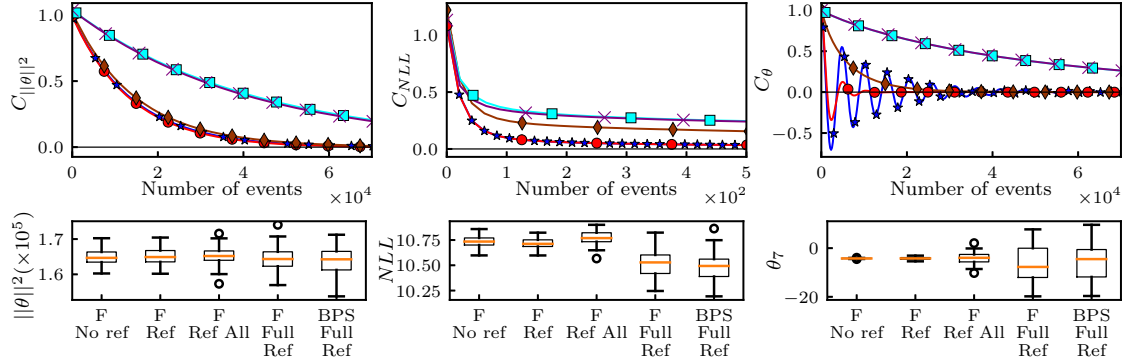 1.0
0.5
0.0
C_{||θ||^2}
0 2 4 6
Number of events
×10^4
1.2
1.0
0.5
0.2
0.0
C_{NLL}
0 1 2 3 4 5
Number of events
×10^2
1.0
0.5
0.0
−0.5
C_θ
0 2 4 6
Number of events
×10^4
1.7
1.6
||θ||^2(×10^5)
F F F F BPS
No ref Ref Ref All Full Full
Ref Ref
10.75
10.50
10.25
NLL
F F F F BPS
No ref Ref Ref All Full Full
Ref Ref
0
−20
θ_7
F F F F BPS
No ref Ref Ref All Full Full
Ref Ref